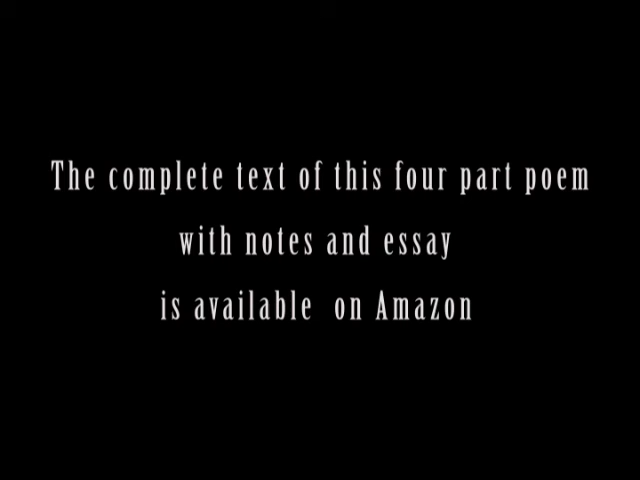 The complete text of this four part poem
with notes and essay
is available on Amazon